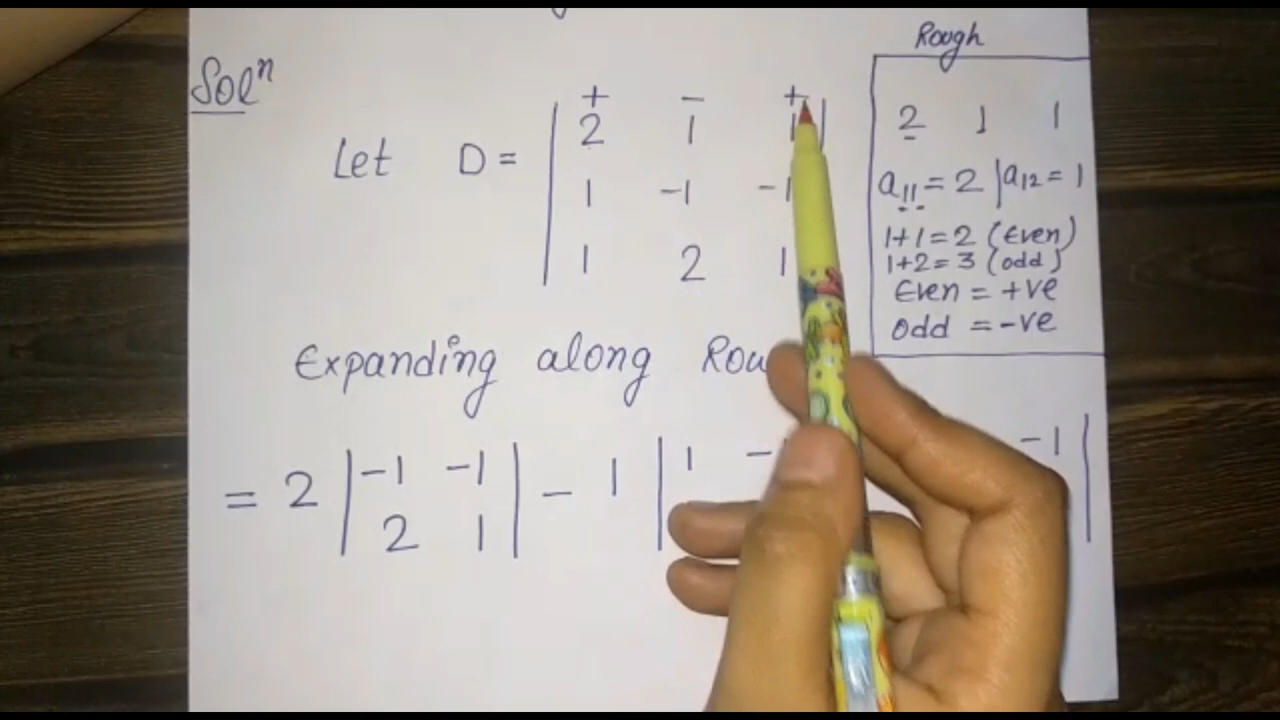 Rough
Solⁿ
+ - +
Let D = | 2 1 1 |
1 -1 -1
1 2 1
2 1 1
a₁₁ = 2 | a₁₂ = 1
1+1=2 (Even)
1+2=3 (odd)
Even = +ve
odd = -ve
Expanding along
= 2 | -1 -1 | - 1 | 1 -1 |
2 1